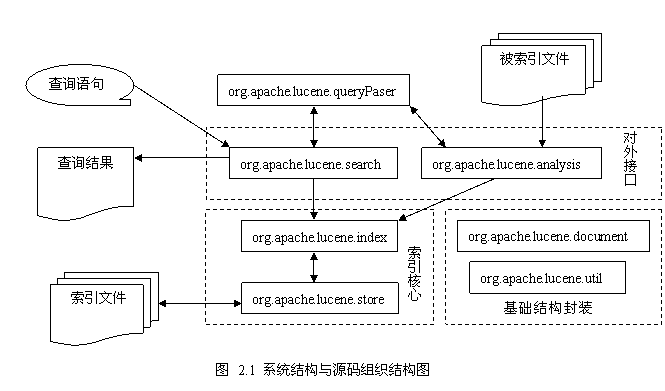 被索引文件
查询语句
org.apache.lucene.queryPaser
对外接口
查询结果
org.apache.lucene.search
org.apache.lucene.analysis
org.apache.lucene.index
索引核心
org.apache.lucene.document
org.apache.lucene.util
索引文件
org.apache.lucene.store
基础结构封装
图 2.1 系统结构与源码组织结构图